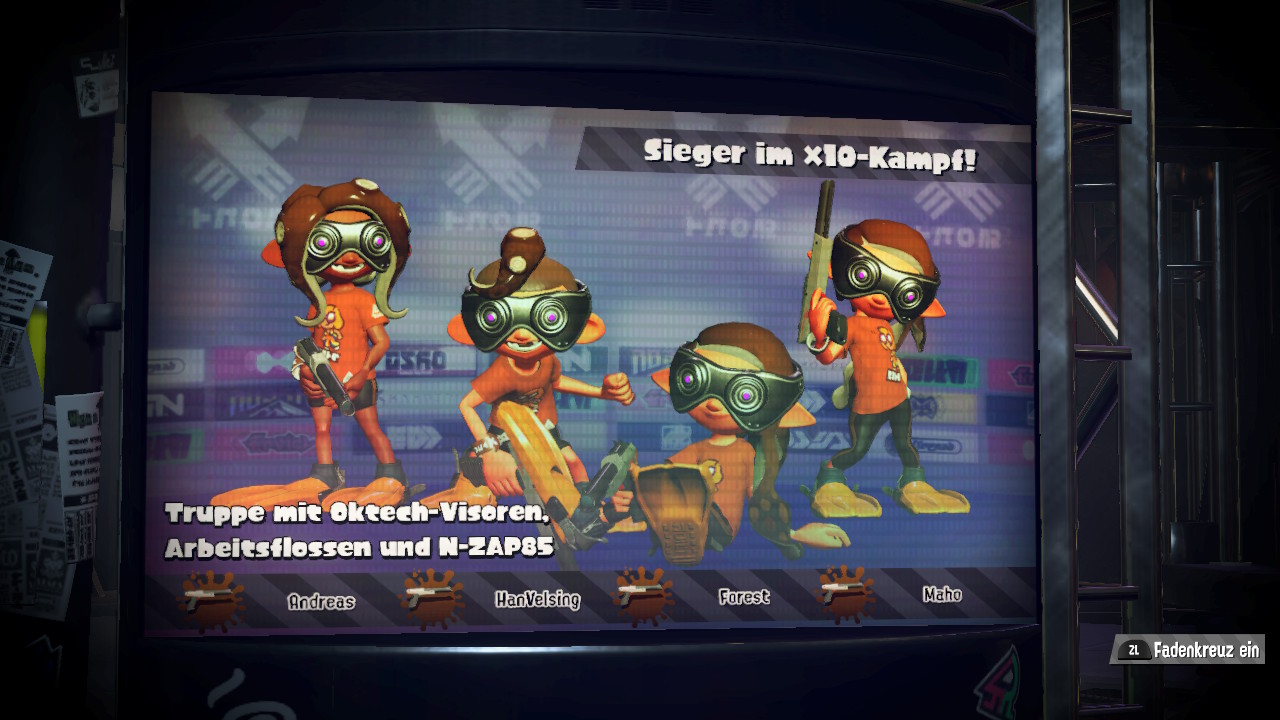 Sieger im ×10-Kampf!
Truppe mit Oktech-Visoren,
Arbeitsflossen und N-ZAP85
Andreas
HanVelsing
Forest
Maho
ZL Fadenkreuz ein